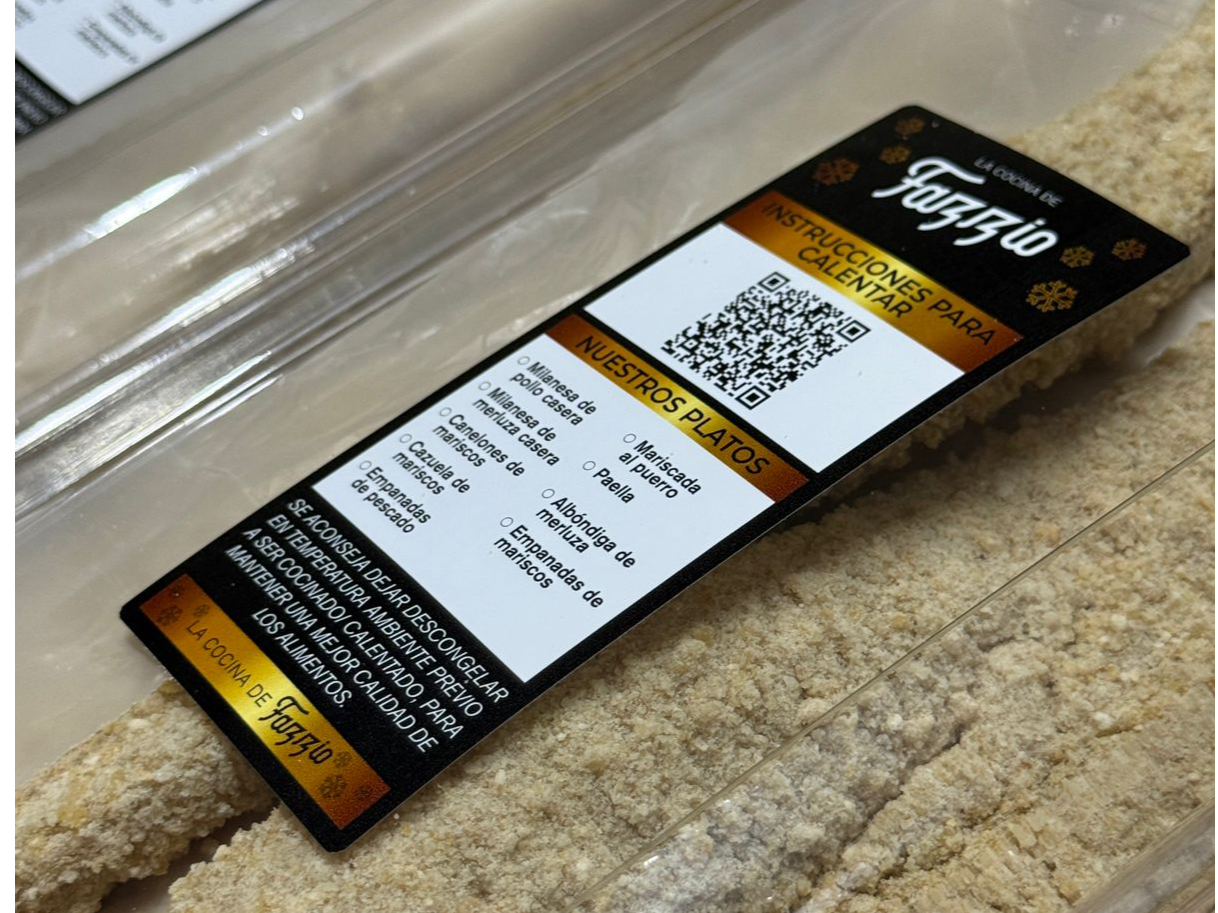 LA COCINA DE
Fazzio
INSTRUCCIONES PARA
CALENTAR
NUESTROS PLATOS
Milanesa de
pollo casera
Milanesa de
merluza casera
Canelones de
mariscos
Cazuela de
mariscos
Empanadas
de pescado
Mariscada
al puerro
Paella
Albóndiga de
merluza
Empanadas de
mariscos
SE ACONSEJA DEJAR DESCONGELAR
EN TEMPERATURA AMBIENTE PREVIO
A SER COCINADO/ CALENTADO, PARA
MANTENER UNA MEJOR CALIDAD DE
LOS ALIMENTOS.
LA COCINA DE Fazzio